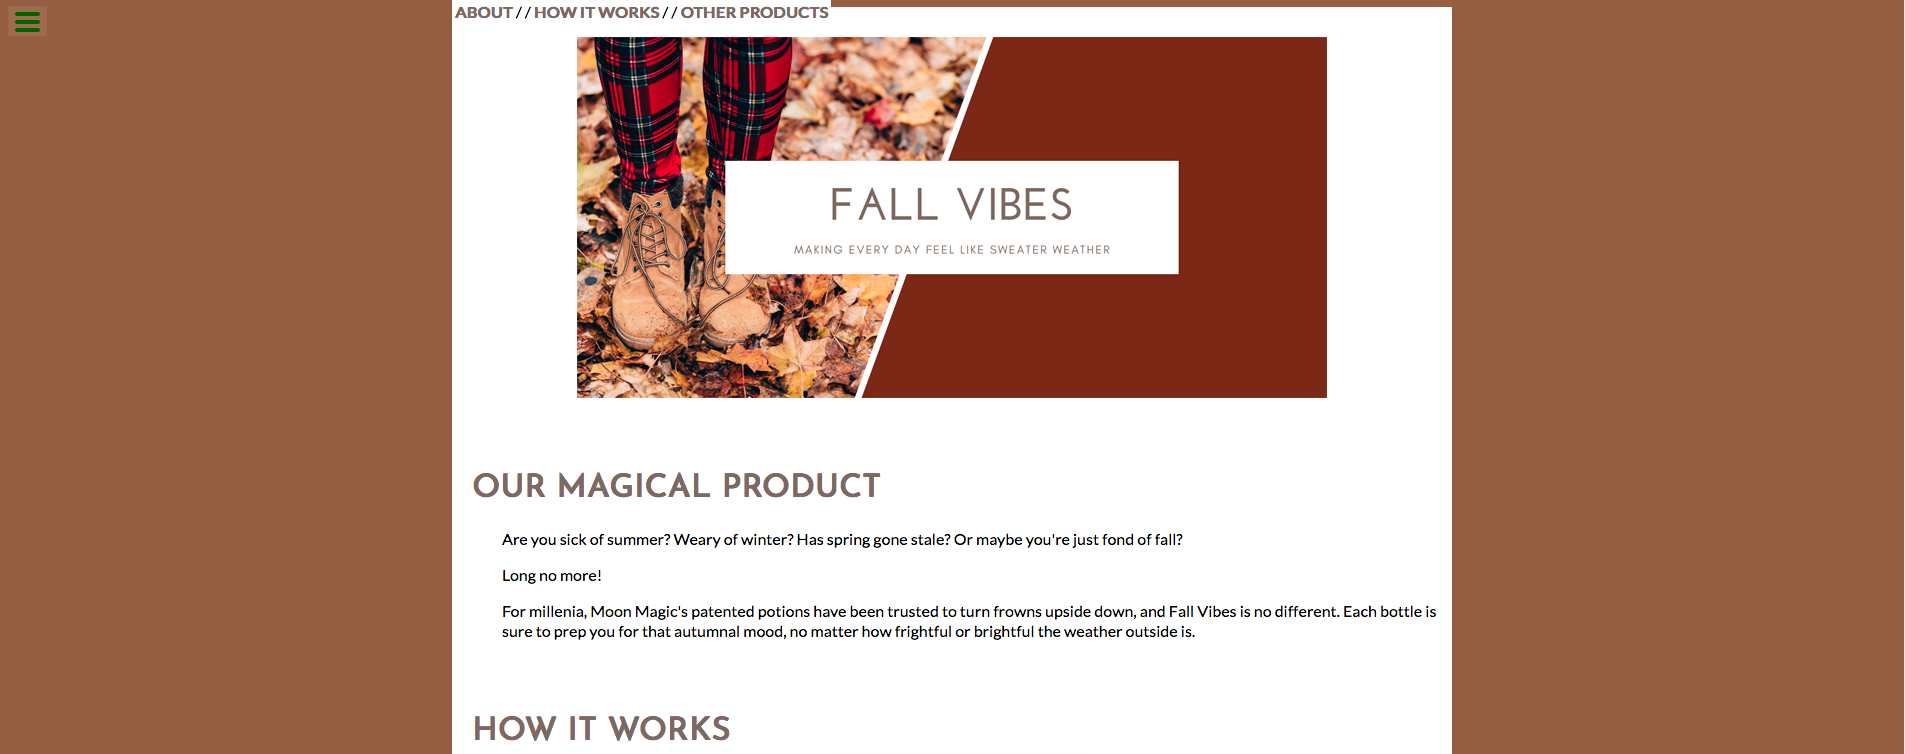 ABOUT // HOW IT WORKS // OTHER PRODUCTS
FALL VIBES
MAKING EVERY DAY FEEL LIKE SWEATER WEATHER
OUR MAGICAL PRODUCT
Are you sick of summer? Weary of winter? Has spring gone stale? Or maybe you're just fond of fall?
Long no more!
For millenia, Moon Magic's patented potions have been trusted to turn frowns upside down, and Fall Vibes is no different. Each bottle is
sure to prep you for that autumnal mood, no matter how frightful or brightful the weather outside is.
HOW IT WORKS